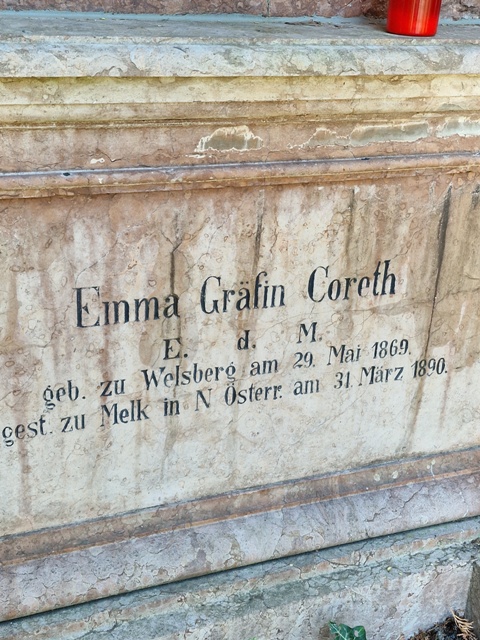 Emma Gräfin Coreth
E. d. M.
geb. zu Welsberg am 29. Mai 1869.
gest. zu Melk in N Österr. am 31. März 1890.